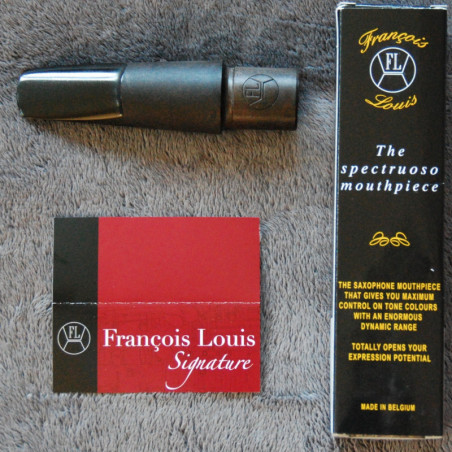 FL
François
FL
Louis
The
spectruoso
mouthpiece
THE SAXOPHONE MOUTHPIECE
THAT GIVES YOU MAXIMUM
CONTROL ON TONE COLOURS
WITH AN ENORMOUS
DYNAMIC RANGE
TOTALLY OPENS YOUR
EXPRESSION POTENTIAL
MADE IN BELGIUM
FL
François Louis
Signature